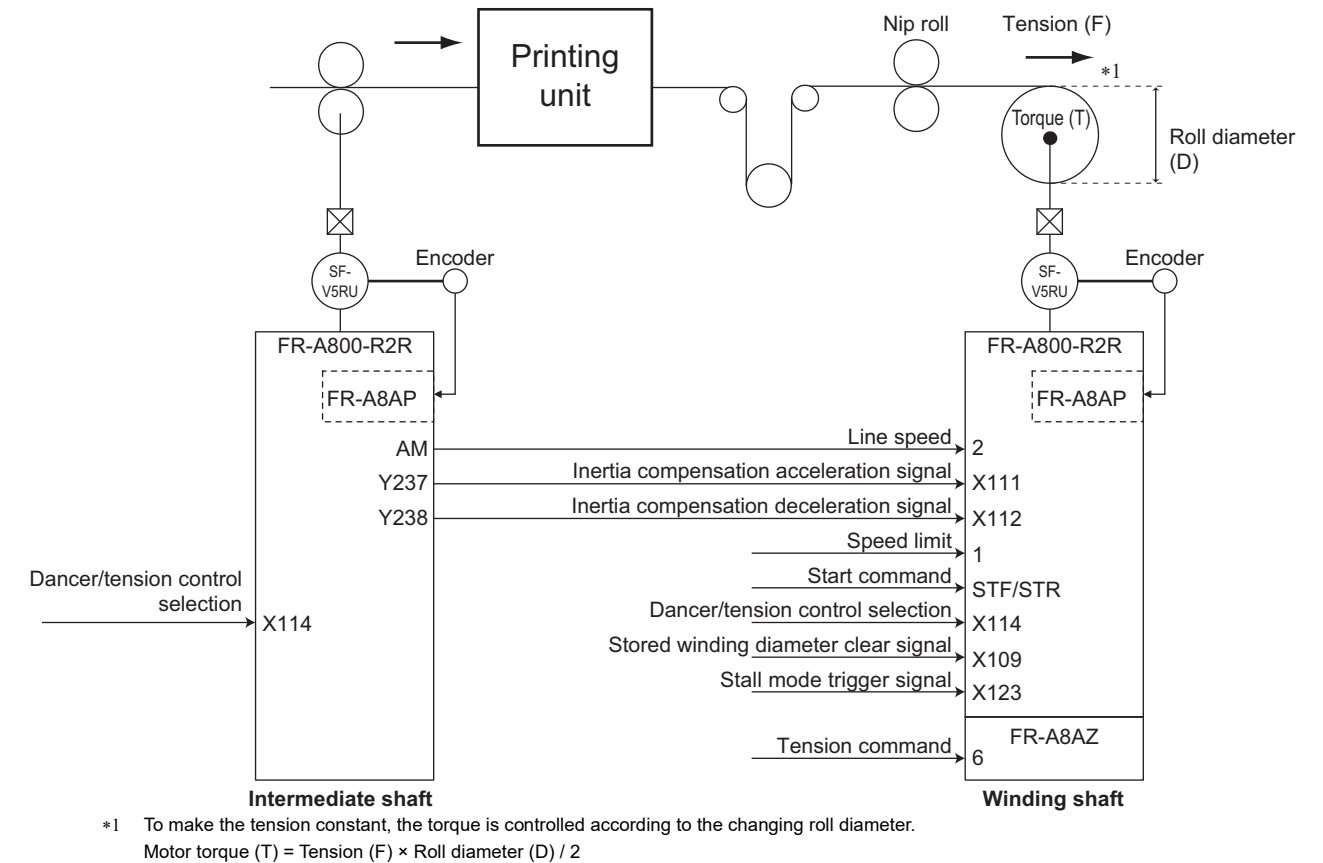 Nip roll
Tension (F)
*1
Printing
unit
Torque (T)
Roll diameter
(D)
Encoder
SF-
V5RU
Encoder
SF-
V5RU
FR-A800-R2R
FR-A8AP
AM
Y237
Y238
Dancer/tension control
selection
X114
Intermediate shaft
FR-A800-R2R
FR-A8AP
Line speed
2
Inertia compensation acceleration signal
X111
Inertia compensation deceleration signal
X112
Speed limit
1
Start command
STF/STR
Dancer/tension control selection
X114
Stored winding diameter clear signal
X109
Stall mode trigger signal
X123
FR-A8AZ
Tension command
6
Winding shaft
*1 To make the tension constant, the torque is controlled according to the changing roll diameter.
Motor torque (T) = Tension (F) × Roll diameter (D) / 2